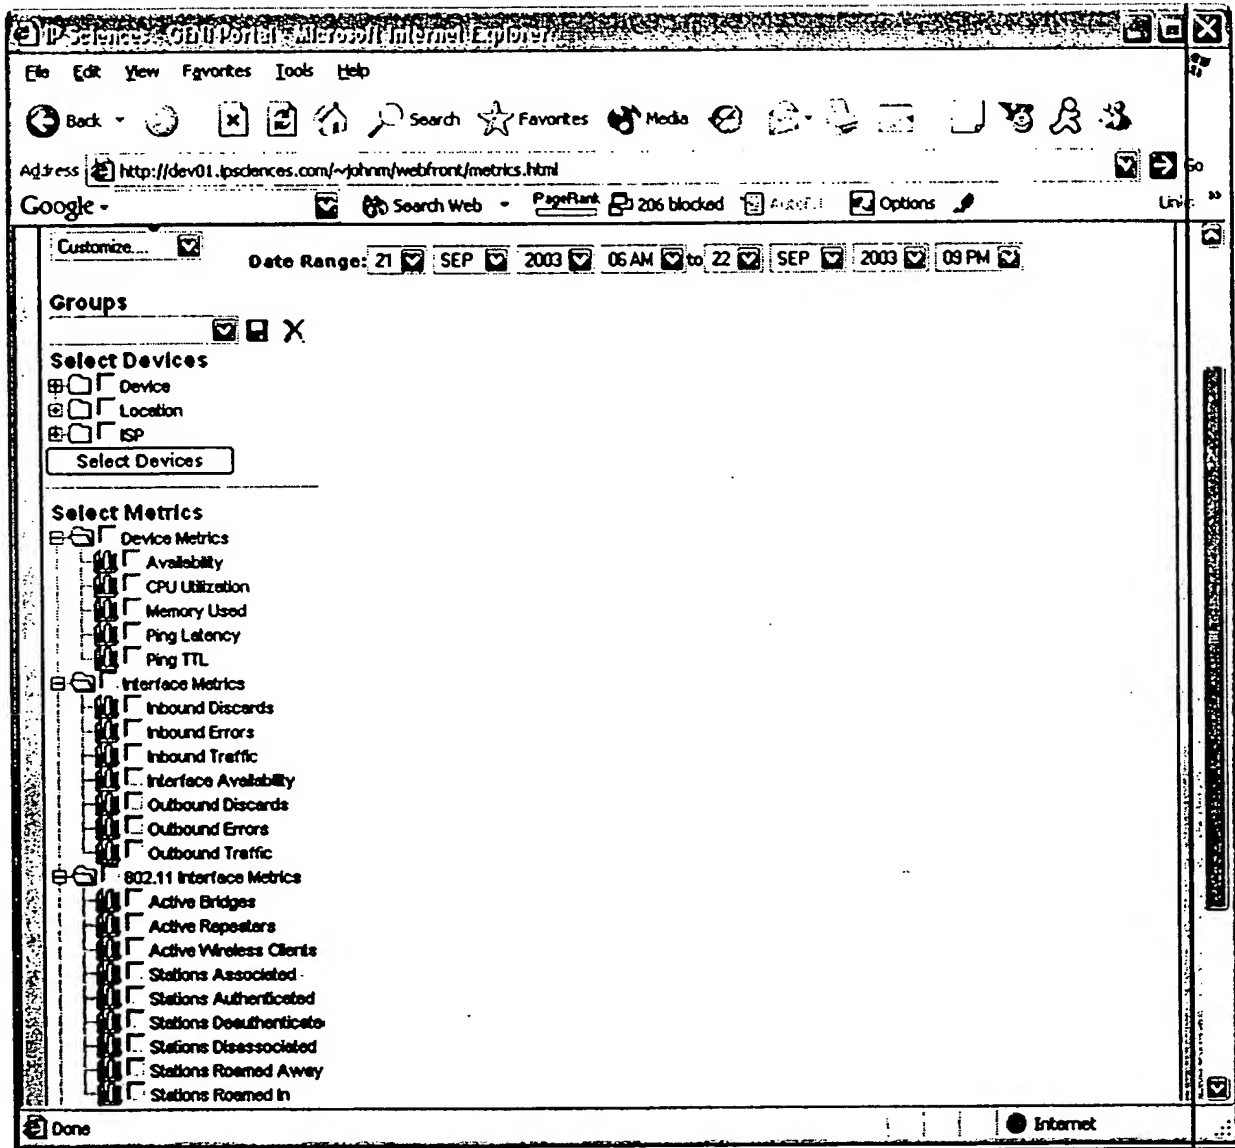 IP Sciences - GENU Portal - Microsoft Internet Explorer
File Edit View Favorites Tools Help
Back Search Favorites Media
Address http://dev01.ipsciences.com/~johnm/webfront/metrics.html Go
Google Search Web PageRank 206 blocked AutoFill Options Links »
Customize....
Date Range: 21 SEP 2003 06 AM to 22 SEP 2003 09 PM
Groups
Select Devices
Device
Location
ISP
Select Devices
Select Metrics
Device Metrics
Availability
CPU Utilization
Memory Used
Ping Latency
Ping TTL
Interface Metrics
Inbound Discards
Inbound Errors
Inbound Traffic
Interface Availability
Outbound Discards
Outbound Errors
Outbound Traffic
802.11 Interface Metrics
Active Bridges
Active Repeaters
Active Wireless Clients
Stations Associated
Stations Authenticated
Stations Deauthenticate
Stations Disassociated
Stations Roamed Away
Stations Roamed In
Done Internet